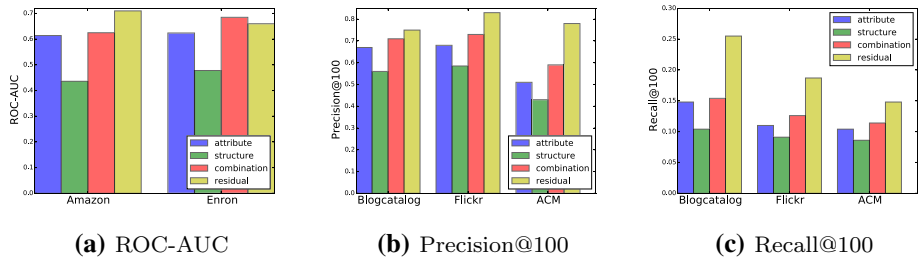 ROC-AUC
0.7
0.6
0.5
0.4
0.3
0.2
0.1
0.0
attribute
structure
combination
residual
Amazon
Enron
(a) ROC-AUC
Precision@100
0.8
0.7
0.6
0.5
0.4
0.3
0.2
0.1
0.0
attribute
structure
combination
residual
Blogcatalog
Flickr
ACM
(b) Precision@100
Recall@100
0.30
0.25
0.20
0.15
0.10
0.05
0.00
attribute
structure
combination
residual
Blogcatalog
Flickr
ACM
(c) Recall@100